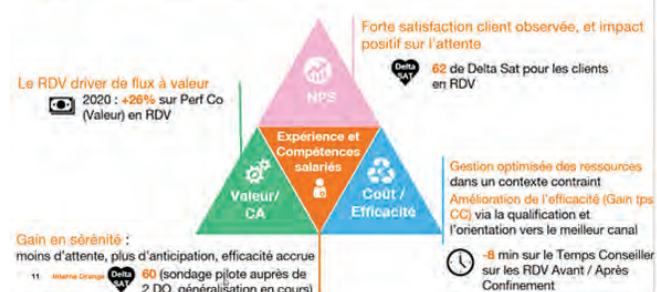 Forte satisfaction client observée, et impact
positif sur l'attente
Delta
SAT
62 de Delta Sat pour les clients
en RDV
Le RDV driver de flux à valeur
2020 : +26% sur Perf Co
(Valeur) en RDV
NPS
Expérience et
Compétences
salariés
Valeur/
CA
Coût /
Efficacité
Gestion optimisée des ressources
dans un contexte contraint
Amélioration de l'efficacité (Gain tps
CC) via la qualification et
l'orientation vers le meilleur canal
-8 min sur le Temps Conseiller
sur les RDV Avant / Après
Confinement
Gain en sérénité :
moins d'attente, plus d'anticipation, efficacité accrue
11 Interne Orange
Delta
SAT
60 (sondage pilote auprès de
2 DO, généralisation en cours)